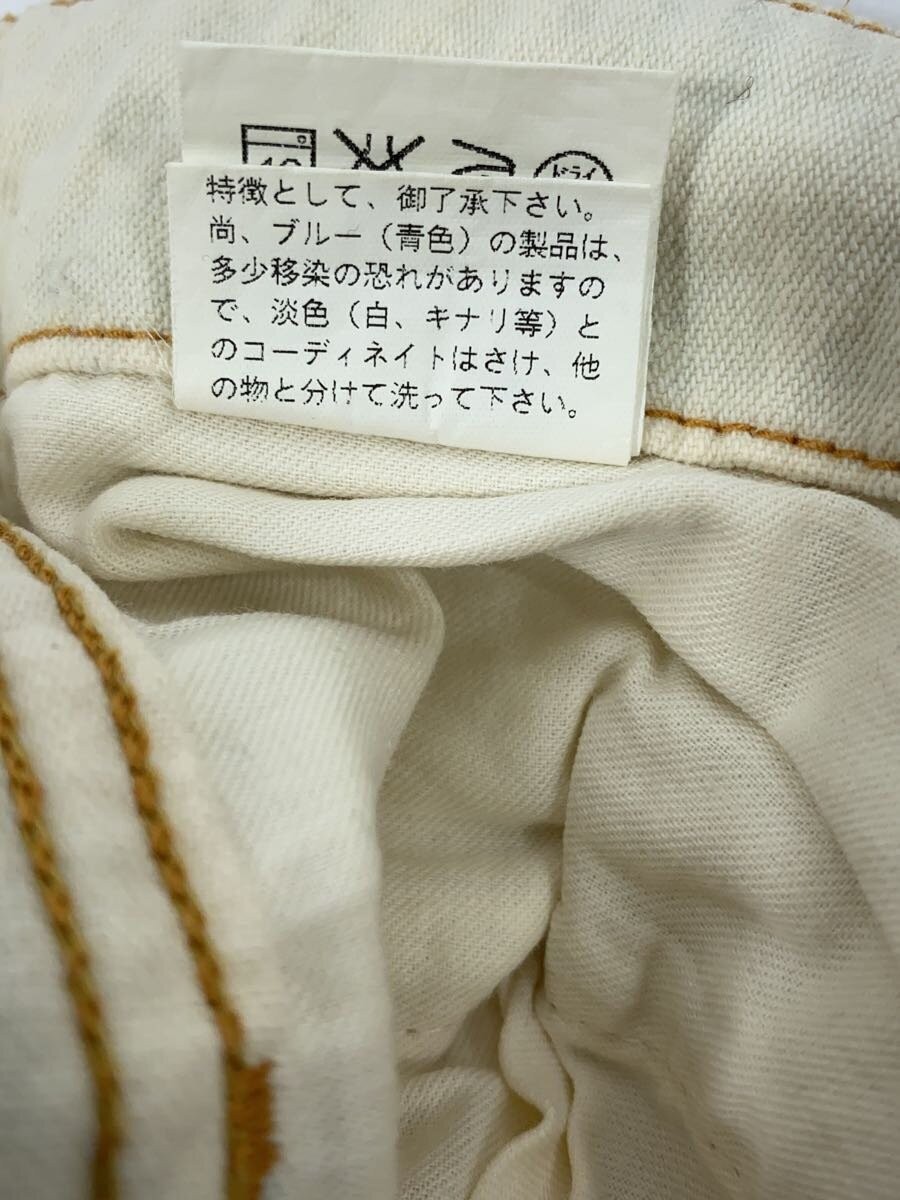 ドライ
特徴として、御了承下さい。
尚、ブルー（青色）の製品は、
多少移染の恐れがありますの
で、淡色（白、キナリ等）と
のコーディネイトはさけ、他
の物と分けて洗って下さい。